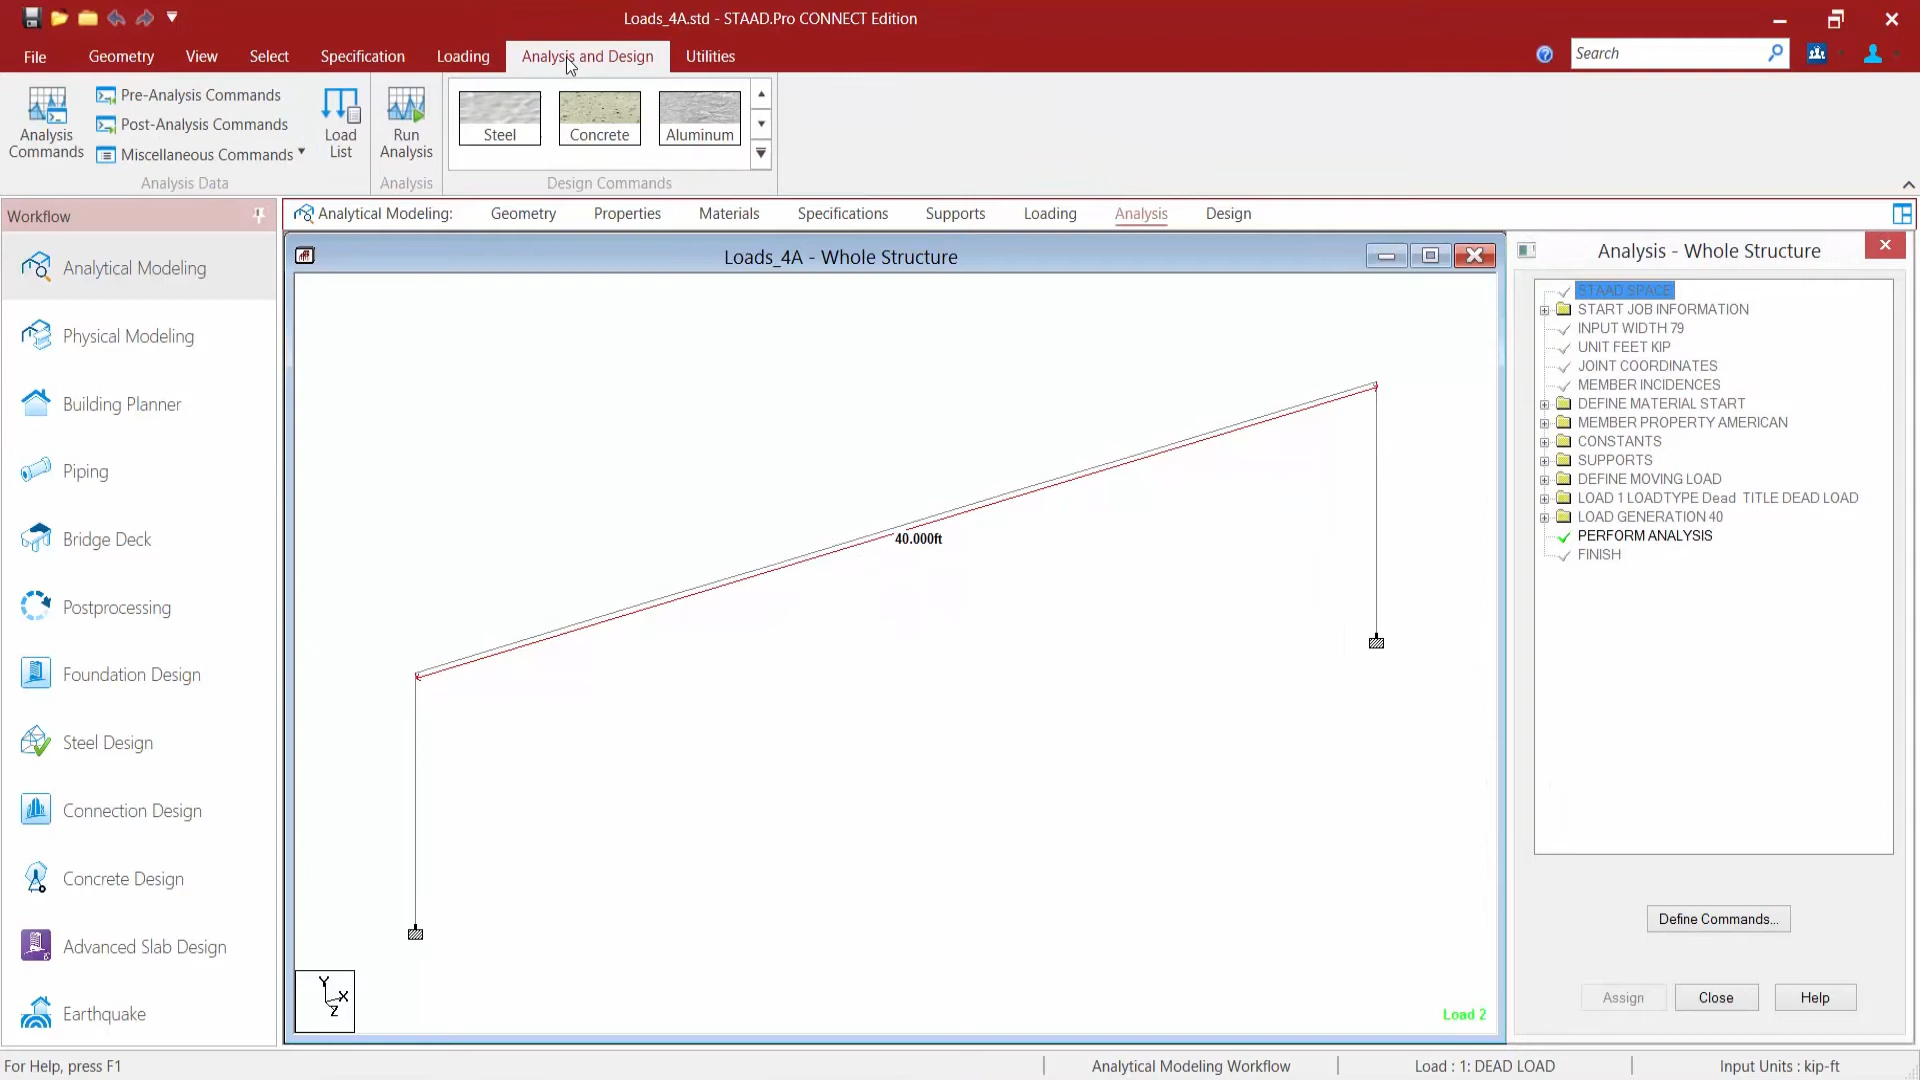 Loads_4A.std - STAAD.Pro CONNECT Edition
File Geometry View Select Specification Loading Analysis and Design Utilities Search
Analysis Commands
Pre-Analysis Commands
Post-Analysis Commands
Miscellaneous Commands
Load List
Run Analysis
Steel Concrete Aluminum
Analysis Data Analysis Design Commands
Workflow
Analytical Modeling: Geometry Properties Materials Specifications Supports Loading Analysis Design
Analytical Modeling
Physical Modeling
Building Planner
Piping
Bridge Deck
Postprocessing
Foundation Design
Steel Design
Connection Design
Concrete Design
Advanced Slab Design
Earthquake
Loads_4A - Whole Structure
40.000ft
Y
X
Z
Load 2
Analysis - Whole Structure
STAAD SPACE
START JOB INFORMATION
INPUT WIDTH 79
UNIT FEET KIP
JOINT COORDINATES
MEMBER INCIDENCES
DEFINE MATERIAL START
MEMBER PROPERTY AMERICAN
CONSTANTS
SUPPORTS
DEFINE MOVING LOAD
LOAD 1 LOADTYPE Dead TITLE DEAD LOAD
LOAD GENERATION 40
PERFORM ANALYSIS
FINISH
Define Commands...
Assign Close Help
For Help, press F1 Analytical Modeling Workflow Load : 1: DEAD LOAD Input Units : kip-ft